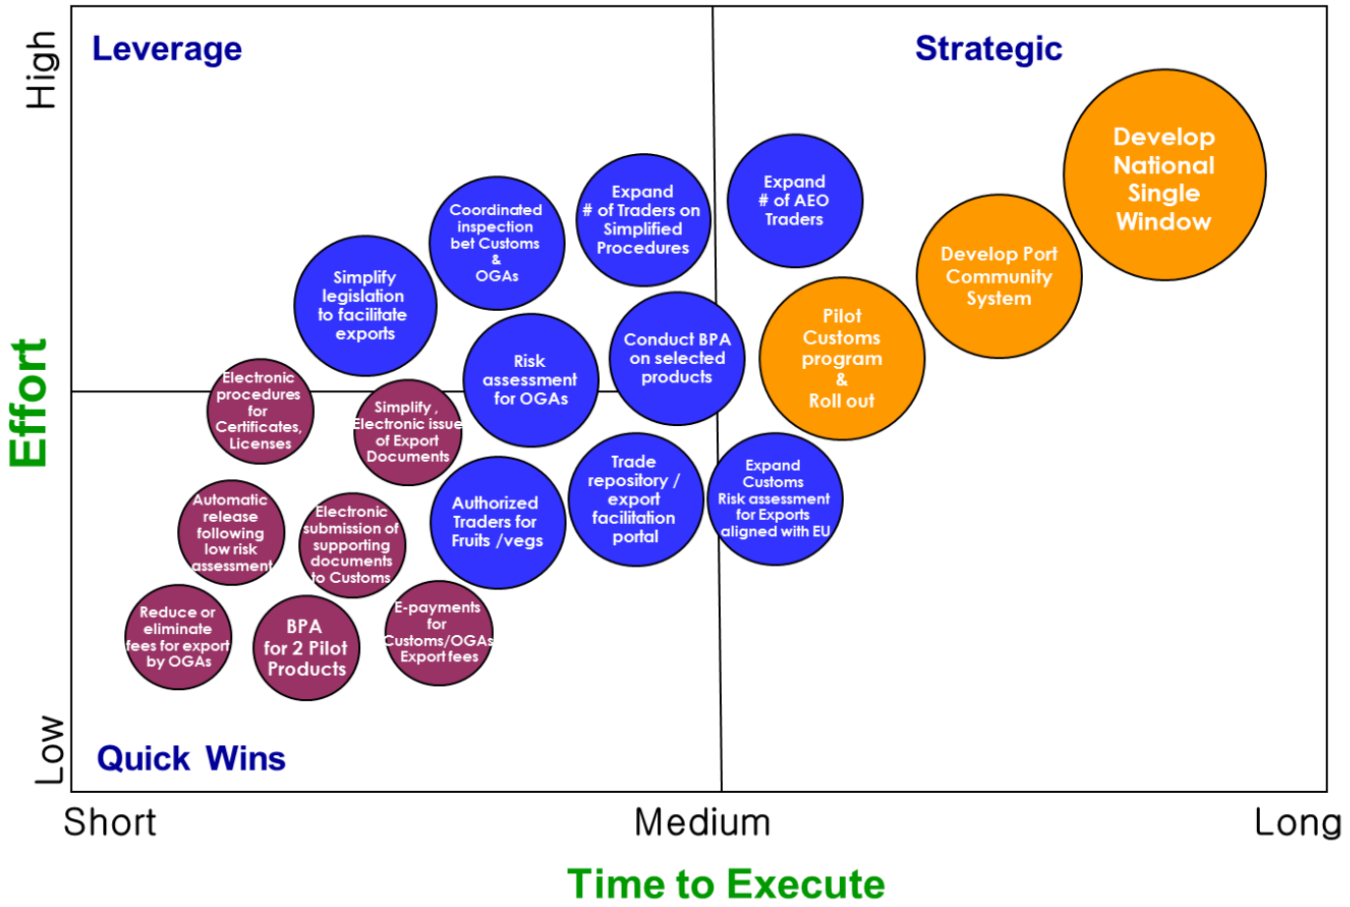 Leverage
Strategic
High
Effort
Low
Develop
National
Single
Window
Expand
# of AEO
Traders
Expand
# of Traders on
Simplified
Procedures
Coordinated
inspection
bet Customs
&
OGAs
Develop Port
Community
System
Simplify
legislation
to facilitate
exports
Pilot
Customs
program
&
Roll out
Conduct BPA
on selected
products
Risk
assessment
for OGAs
Electronic
procedures
for
Certificates,
Licenses
Simplify ,
Electronic issue
of Export
Documents
Trade
repository /
export
facilitation
portal
Expand
Customs
Risk assessment
for Exports
aligned with EU
Authorized
Traders for
Fruits /vegs
Automatic
release
following
low risk
assessment
Electronic
submission of
supporting
documents
to Customs
Reduce or
eliminate
fees for export
by OGAs
BPA
for 2 Pilot
Products
E-payments
for
Customs/OGAs
Export fees
Quick Wins
Short
Medium
Long
Time to Execute